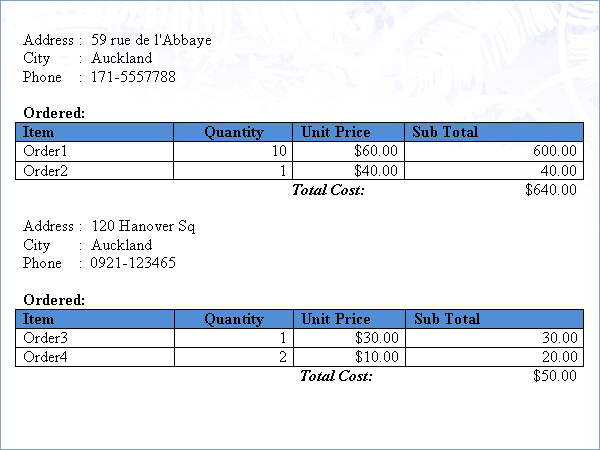 Address : 59 rue de l'Abbaye
City : Auckland
Phone : 171-5557788
Ordered:
Item Quantity Unit Price Sub Total
Order1 10 $60.00 600.00
Order2 1 $40.00 40.00
Total Cost: $640.00
Address : 120 Hanover Sq
City : Auckland
Phone : 0921-123465
Ordered:
Item Quantity Unit Price Sub Total
Order3 1 $30.00 30.00
Order4 2 $10.00 20.00
Total Cost: $50.00